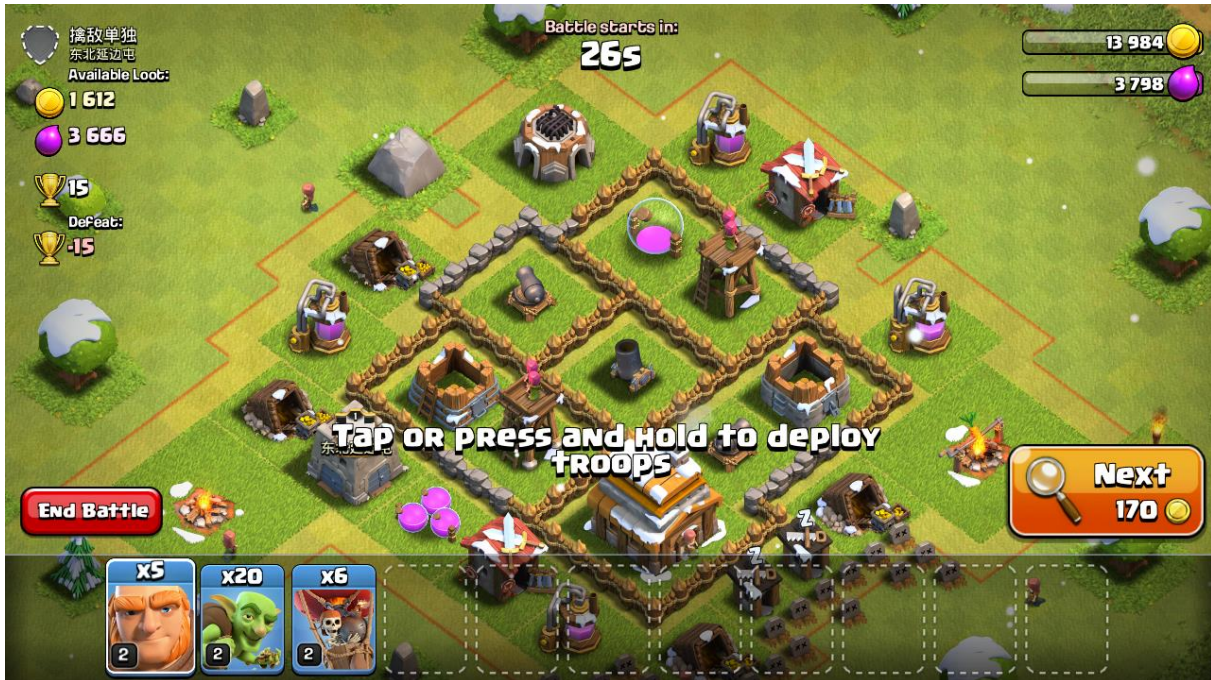 擒敌单独
东北延边屯
Available Loot:
1 612
3 666
15
Defeat:
-15
Battle starts in:
26s
13 984
3 798
Tap or press and hold to deploy
troops
End Battle
Next
170
z
z
x5
2
x20
2
x6
2